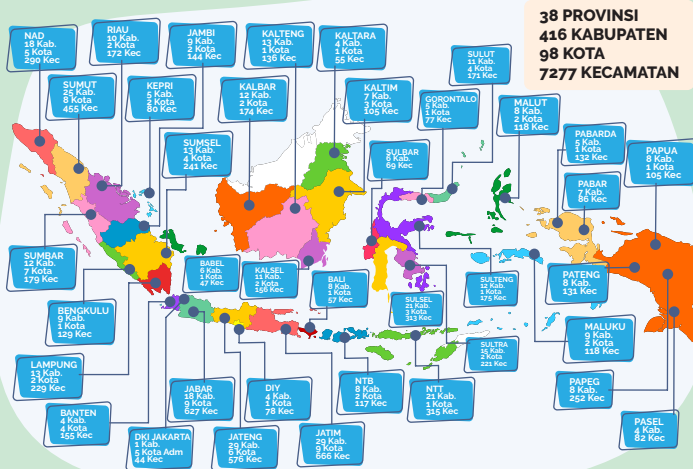 38 PROVINSI
416 KABUPATEN
98 KOTA
7277 KECAMATAN
NAD
18 Kab.
5 Kota
290 Kec
RIAU
10 Kab.
2 Kota
172 Kec
JAMBI
9 Kab.
2 Kota
144 Kec
KALTENG
13 Kab.
1 Kota
136 Kec
KALTARA
4 Kab.
1 Kota
55 Kec
SULUT
11 Kab.
4 Kota
171 Kec
SUMUT
25 Kab.
8 Kota
455 Kec
KEPRI
5 Kab.
2 Kota
80 Kec
KALBAR
12 Kab.
2 Kota
174 Kec
KALTIM
7 Kab.
3 Kota
105 Kec
GORONTALO
5 Kab.
1 Kota
77 Kec
MALUT
8 Kab.
2 Kota
118 Kec
SUMSEL
13 Kab.
4 Kota
241 Kec
SULBAR
6 Kab.
69 Kec
PABARDA
5 Kab.
1 Kota
132 Kec
PAPUA
8 Kab.
1 Kota
105 Kec
PABAR
7 Kab.
86 Kec
SUMBAR
12 Kab.
7 Kota
179 Kec
BABEL
6 Kab.
1 Kota
47 Kec
KALSEL
11 Kab.
2 Kota
156 Kec
BALI
8 Kab.
1 Kota
57 Kec
SULSEL
21 Kab.
3 Kota
313 Kec
SULTENG
12 Kab.
1 Kota
175 Kec
PATENG
8 Kab.
131 Kec
BENGKULU
9 Kab.
1 Kota
129 Kec
MALUKU
9 Kab.
2 Kota
118 Kec
SULTRA
15 Kab.
2 Kota
221 Kec
LAMPUNG
13 Kab.
2 Kota
229 Kec
JABAR
18 Kab.
9 Kota
627 Kec
DIY
4 Kab.
1 Kota
78 Kec
NTB
8 Kab.
2 Kota
117 Kec
NTT
21 Kab.
1 Kota
315 Kec
PAPEG
8 Kab.
252 Kec
BANTEN
4 Kab.
4 Kota
155 Kec
DKI JAKARTA
1 Kab.
5 Kota Adm
44 Kec
JATENG
29 Kab.
6 Kota
576 Kec
JATIM
29 Kab.
9 Kota
666 Kec
PASEL
4 Kab.
82 Kec